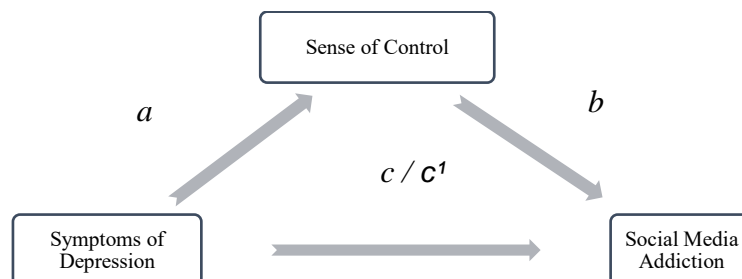 Sense of Control
a
b
c / c¹
Symptoms of
Depression
Social Media
Addiction